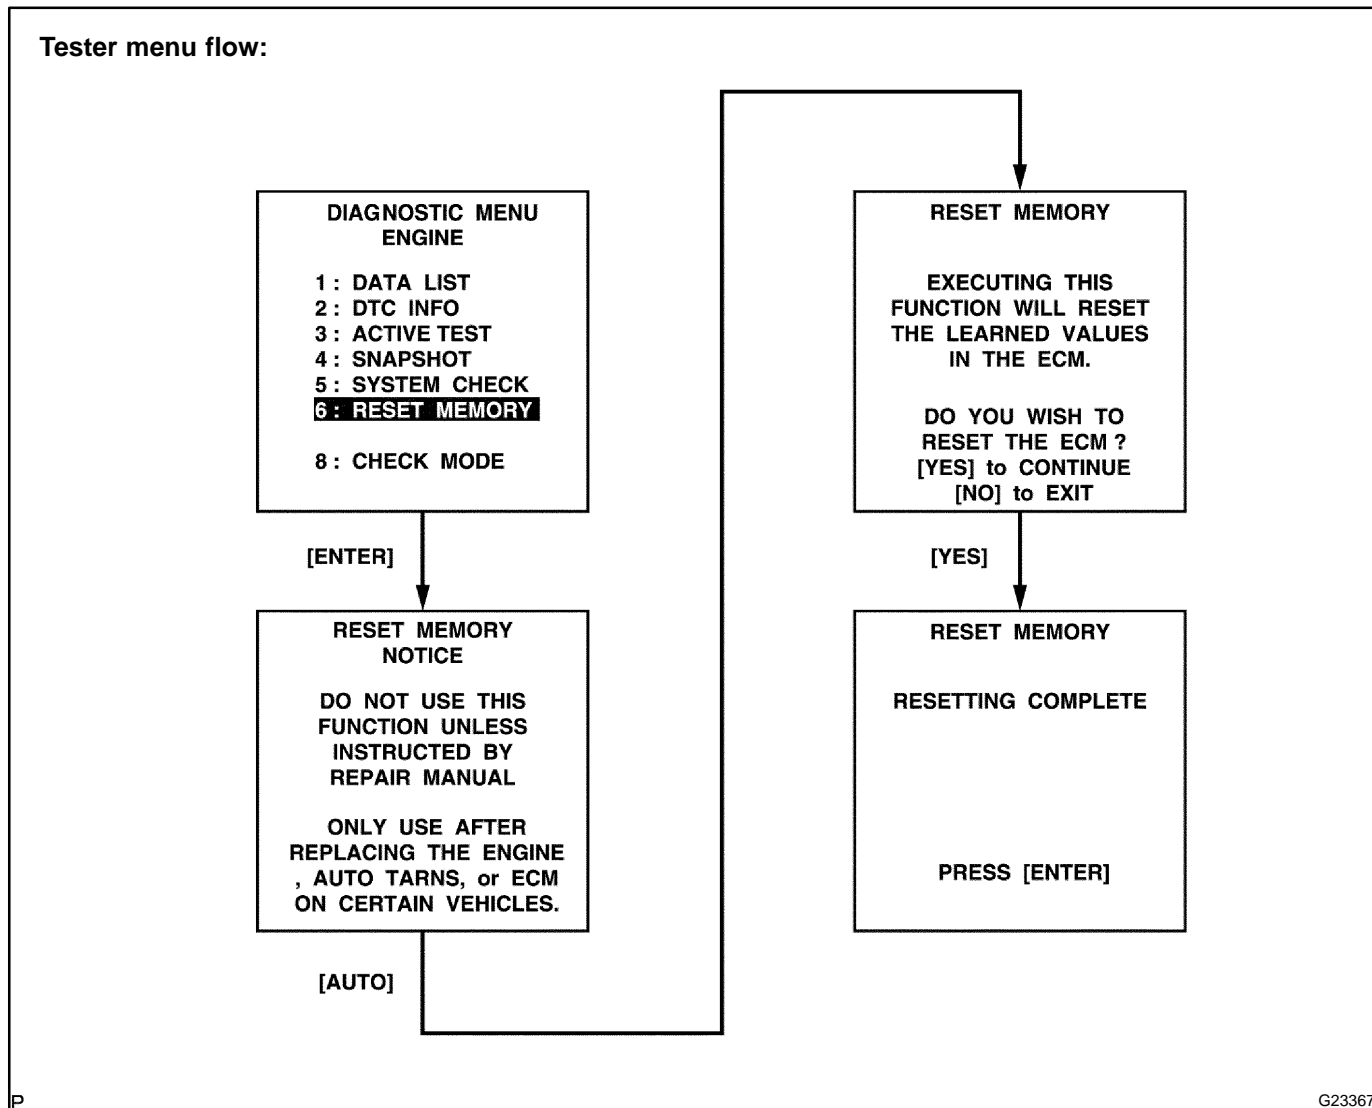 Tester menu flow:
DIAGNOSTIC MENU
ENGINE
1 : DATA LIST
2 : DTC INFO
3 : ACTIVE TEST
4 : SNAPSHOT
5 : SYSTEM CHECK
6 : RESET MEMORY
8 : CHECK MODE
[ENTER]
RESET MEMORY
NOTICE
DO NOT USE THIS
FUNCTION UNLESS
INSTRUCTED BY
REPAIR MANUAL
ONLY USE AFTER
REPLACING THE ENGINE
, AUTO TARNS, or ECM
ON CERTAIN VEHICLES.
[AUTO]
RESET MEMORY
EXECUTING THIS
FUNCTION WILL RESET
THE LEARNED VALUES
IN THE ECM.
DO YOU WISH TO
RESET THE ECM ?
[YES] to CONTINUE
[NO] to EXIT
[YES]
RESET MEMORY
RESETTING COMPLETE
PRESS [ENTER]
P
G23367